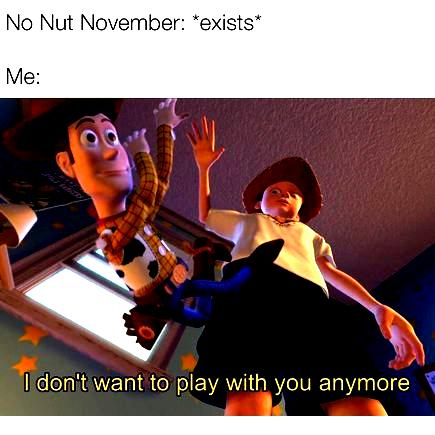 No Nut November: *exists*
Me:
I don't want to play with you anymore